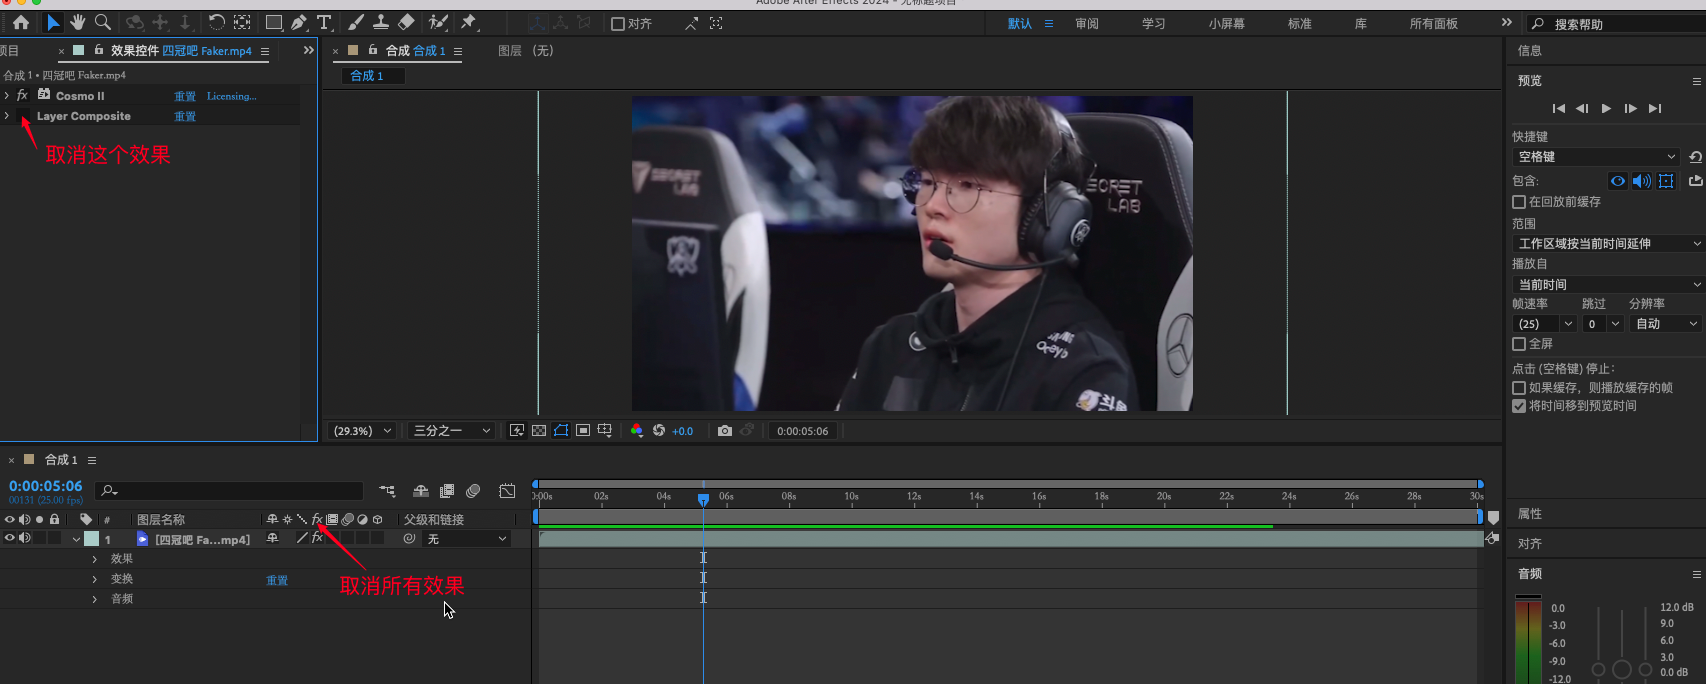 Adobe After Effects 2024 - 无标题项目
对齐
默认
审阅
学习
小屏幕
标准
库
所有面板
搜索帮助
项目
效果控件 四冠吧 Faker.mp4
合成 合成 1
图层 (无)
信息
合成 1 • 四冠吧 Faker.mp4
合成 1
预览
fx Cosmo II 重置 Licensing...
Layer Composite 重置
取消这个效果
SECRET LAB
SECRET
LAB
快捷键
空格键
包含:
在回放前缓存
范围
工作区域按当前时间延伸
播放自
当前时间
帧速率 跳过 分辨率
(25) 0 自动
全屏
点击 (空格键) 停止:
如果缓存，则播放缓存的帧
将时间移到预览时间
(29.3%) 三分之一 +0.0 0:00:05:06
合成 1
0:00:05:06
00131 (25.00 fps)
0:00s 02s 04s 06s 08s 10s 12s 14s 16s 18s 20s 22s 24s 26s 28s 30s
# 图层名称 fx 父级和链接
1 [四冠吧 Fa...mp4] fx 无
效果
变换 重置
音频
取消所有效果
属性
对齐
音频
0.0 12.0 dB
-3.0 9.0
-6.0 6.0
-9.0 3.0
-12.0 0.0 dB